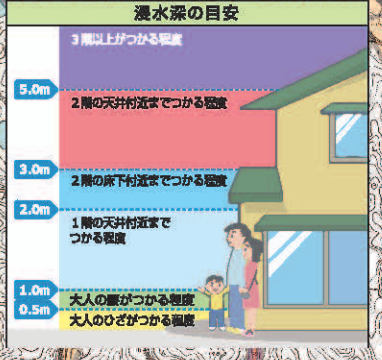 浸水深の目安
3階以上がつかる程度
5.0m
2階の天井付近までつかる程度
3.0m
2階の床下付近までつかる程度
2.0m
1階の天井付近まで
つかる程度
1.0m
大人の腰がつかる程度
0.5m
大人のひざがつかる程度